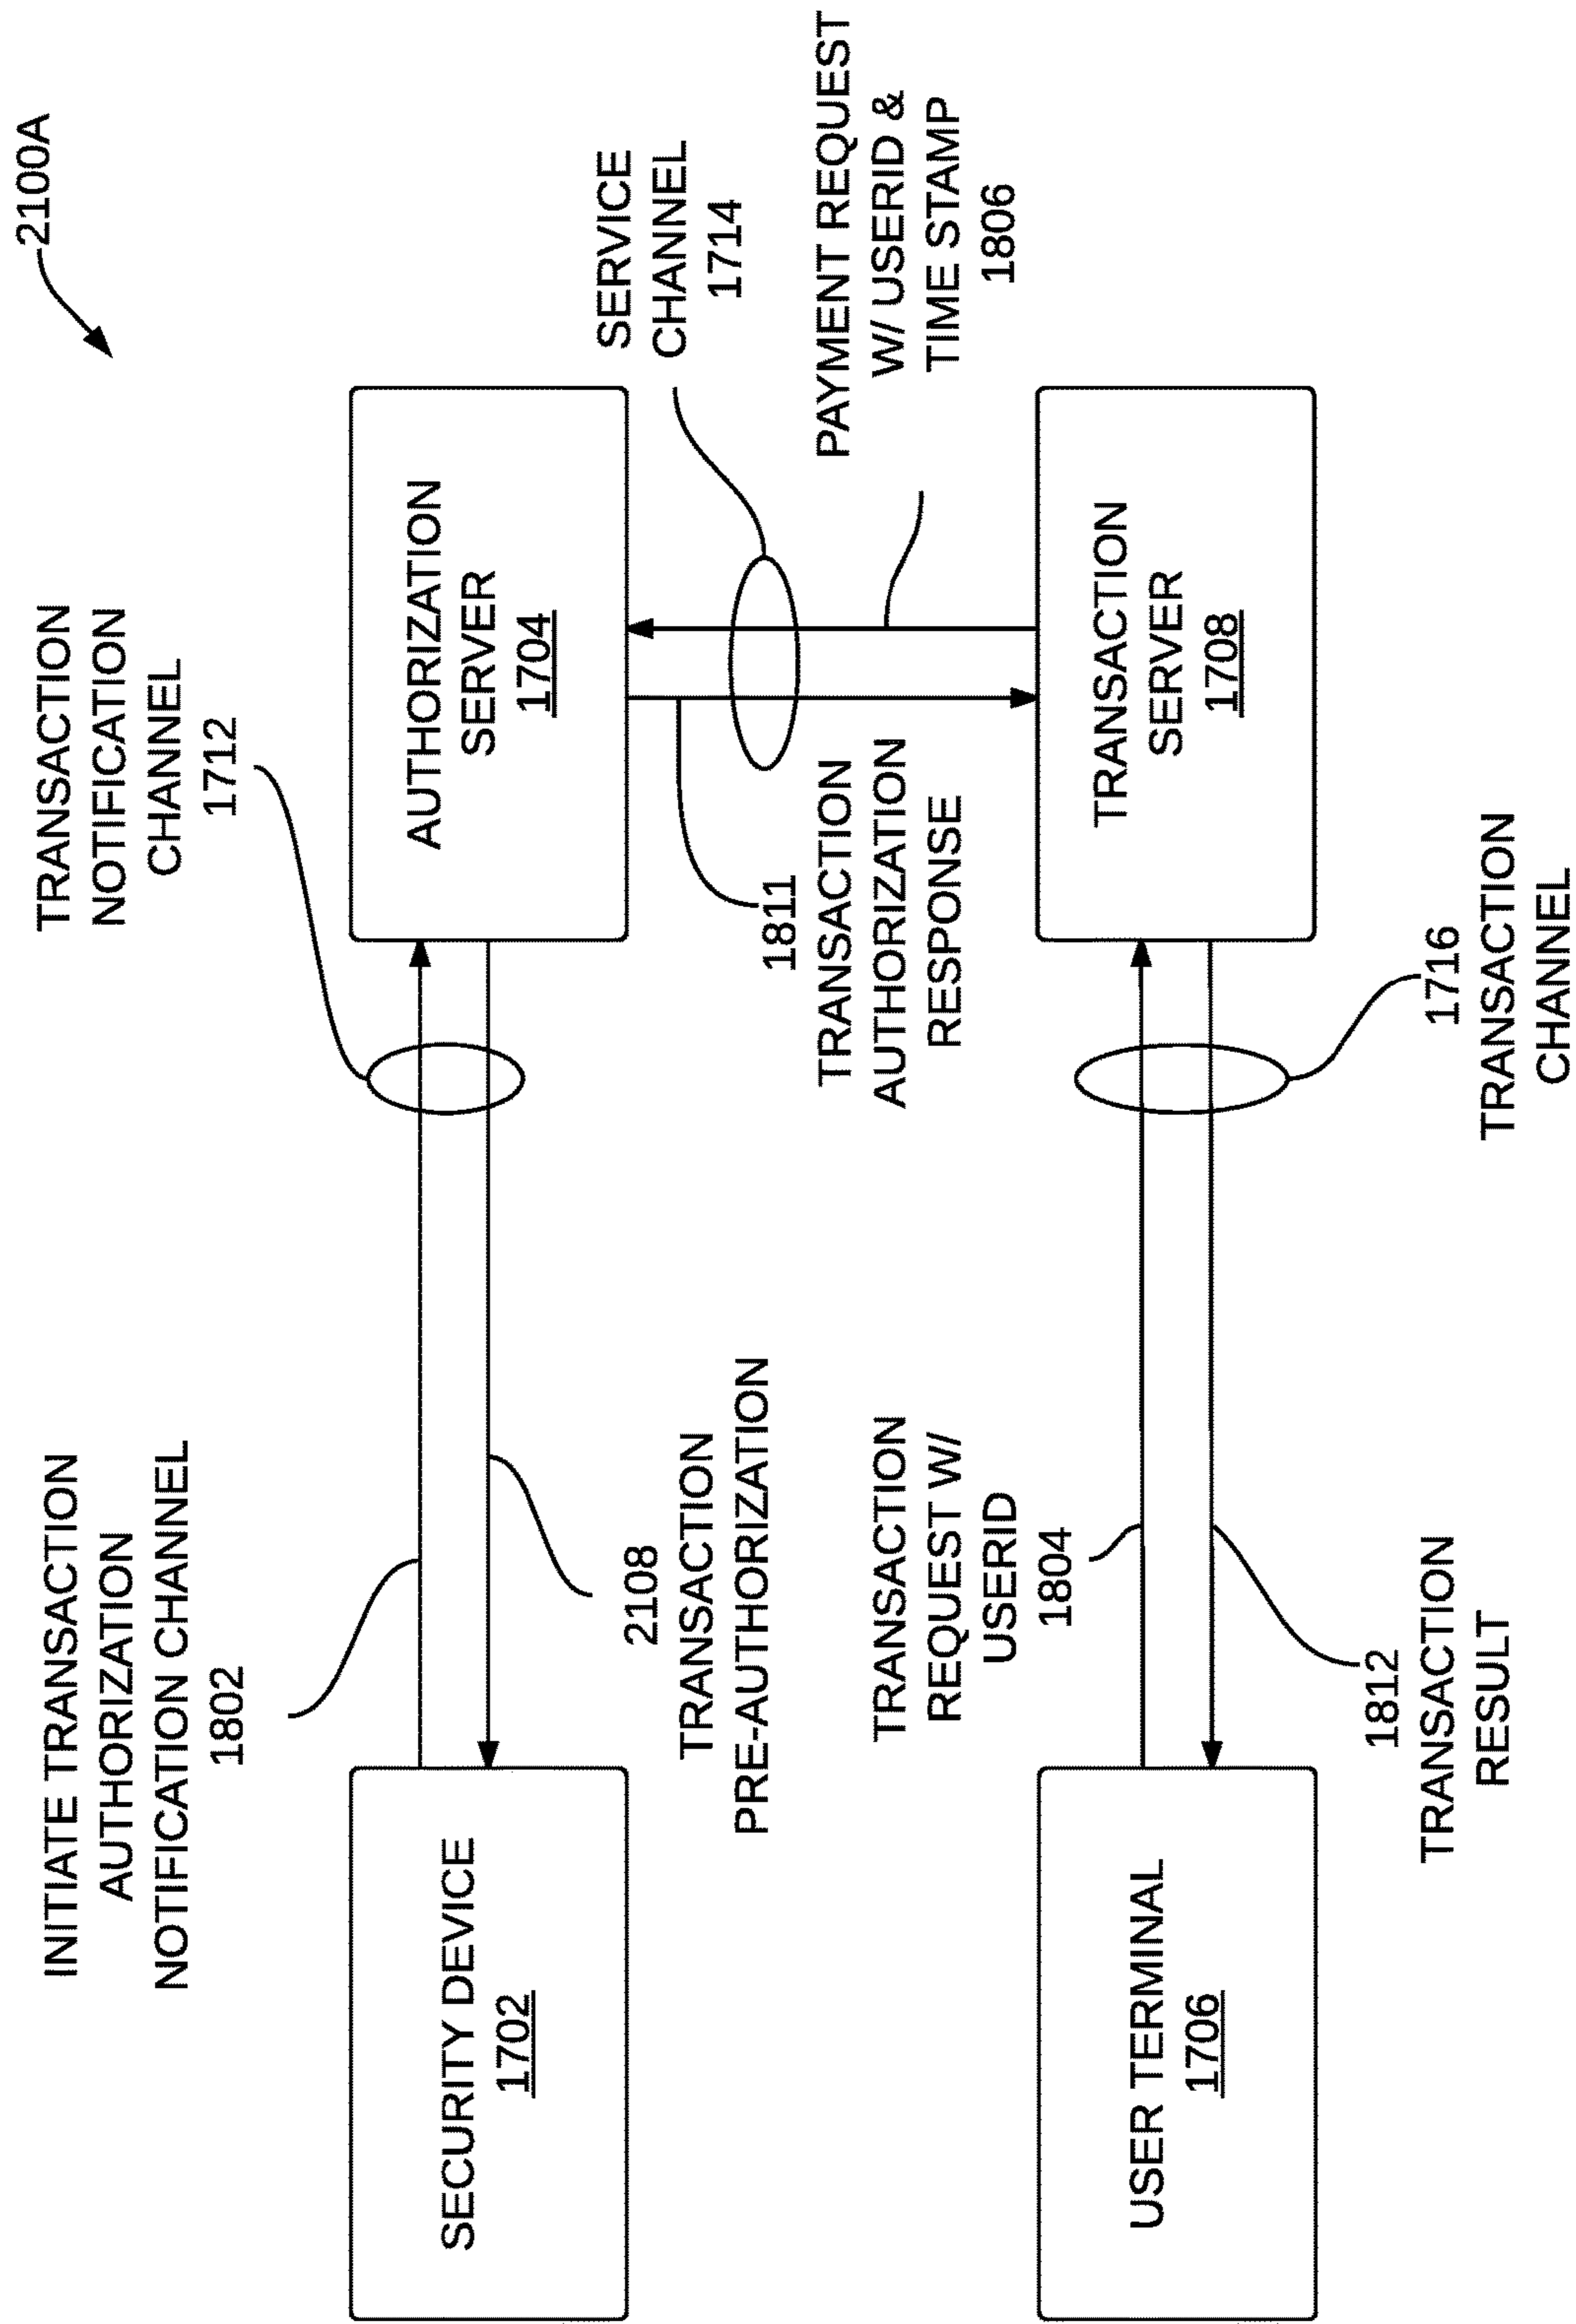 2100A
INITIATE TRANSACTION
AUTHORIZATION
NOTIFICATION CHANNEL
1802
TRANSACTION
NOTIFICATION
CHANNEL
1712
SECURITY DEVICE
1702
AUTHORIZATION
SERVER
1704
2108
TRANSACTION
PRE-AUTHORIZATION
SERVICE
CHANNEL
1714
1811
TRANSACTION
AUTHORIZATION
RESPONSE
PAYMENT REQUEST
W/ USERID &
TIME STAMP
1806
TRANSACTION
REQUEST W/
USERID
1804
USER TERMINAL
1706
TRANSACTION
SERVER
1708
1812
TRANSACTION
RESULT
1716
TRANSACTION
CHANNEL